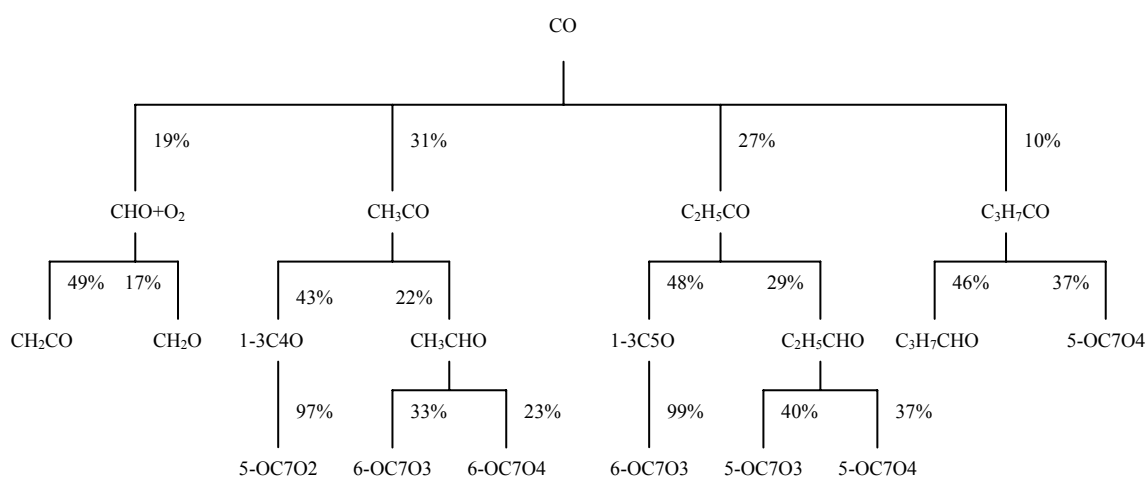 CO
19% 31% 27% 10%
CHO+O₂ CH₃CO C₂H₅CO C₃H₇CO
49% 17% 43% 22% 48% 29% 46% 37%
CH₂CO CH₂O 1-3C4O CH₃CHO 1-3C5O C₂H₅CHO C₃H₇CHO 5-OC7O4
97% 33% 23% 99% 40% 37%
5-OC7O2 6-OC7O3 6-OC7O4 6-OC7O3 5-OC7O3 5-OC7O4